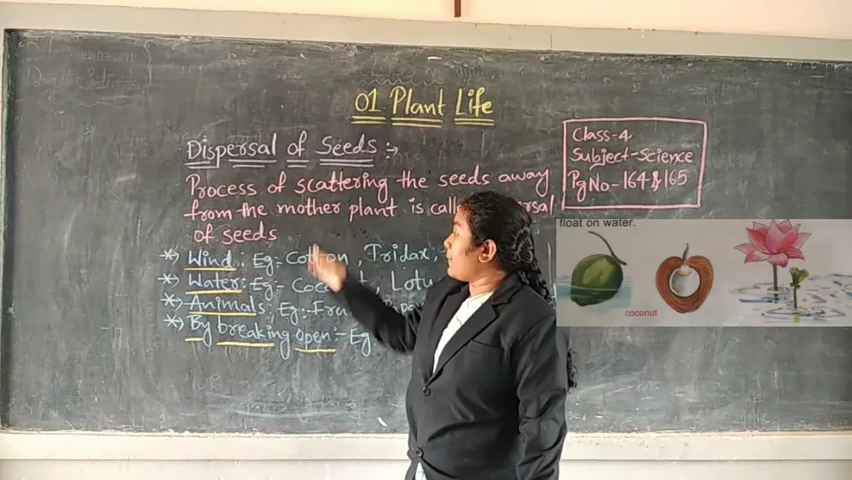 01 Plant Life
Dispersal of Seeds :-
Process of scattering the seeds away
from the mother plant is
of seeds
*) Wind : Eg:- Cotton , Tridax,
*) Water: Eg:-
*) Animals, Eg:-
*) By breaking open:- Eg
Class-4
Subject-Science
Pg No-164 & 165
float on water.
coconut